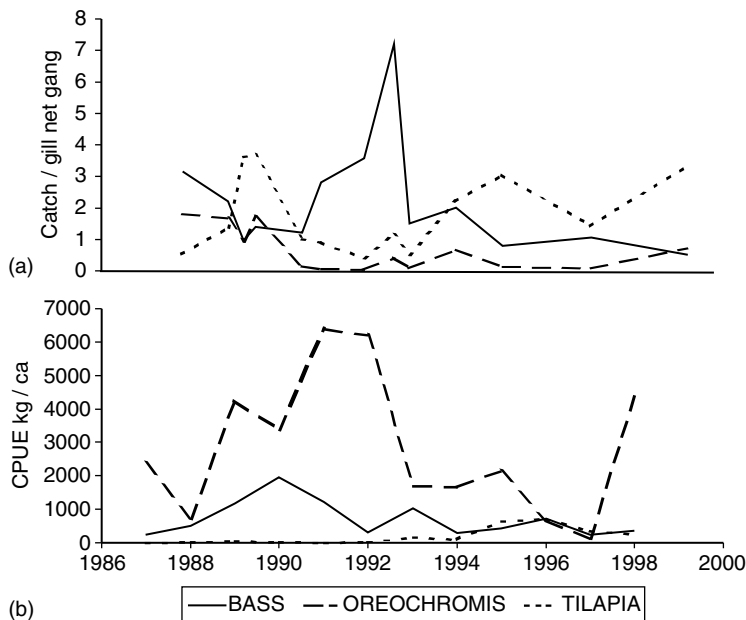 8
7
6
5
4
3
2
1
0
Catch / gill net gang
(a)
7000
6000
5000
4000
3000
2000
1000
0
CPUE kg / ca
1986 1988 1990 1992 1994 1996 1998 2000
(b)
BASS OREOCHROMIS TILAPIA